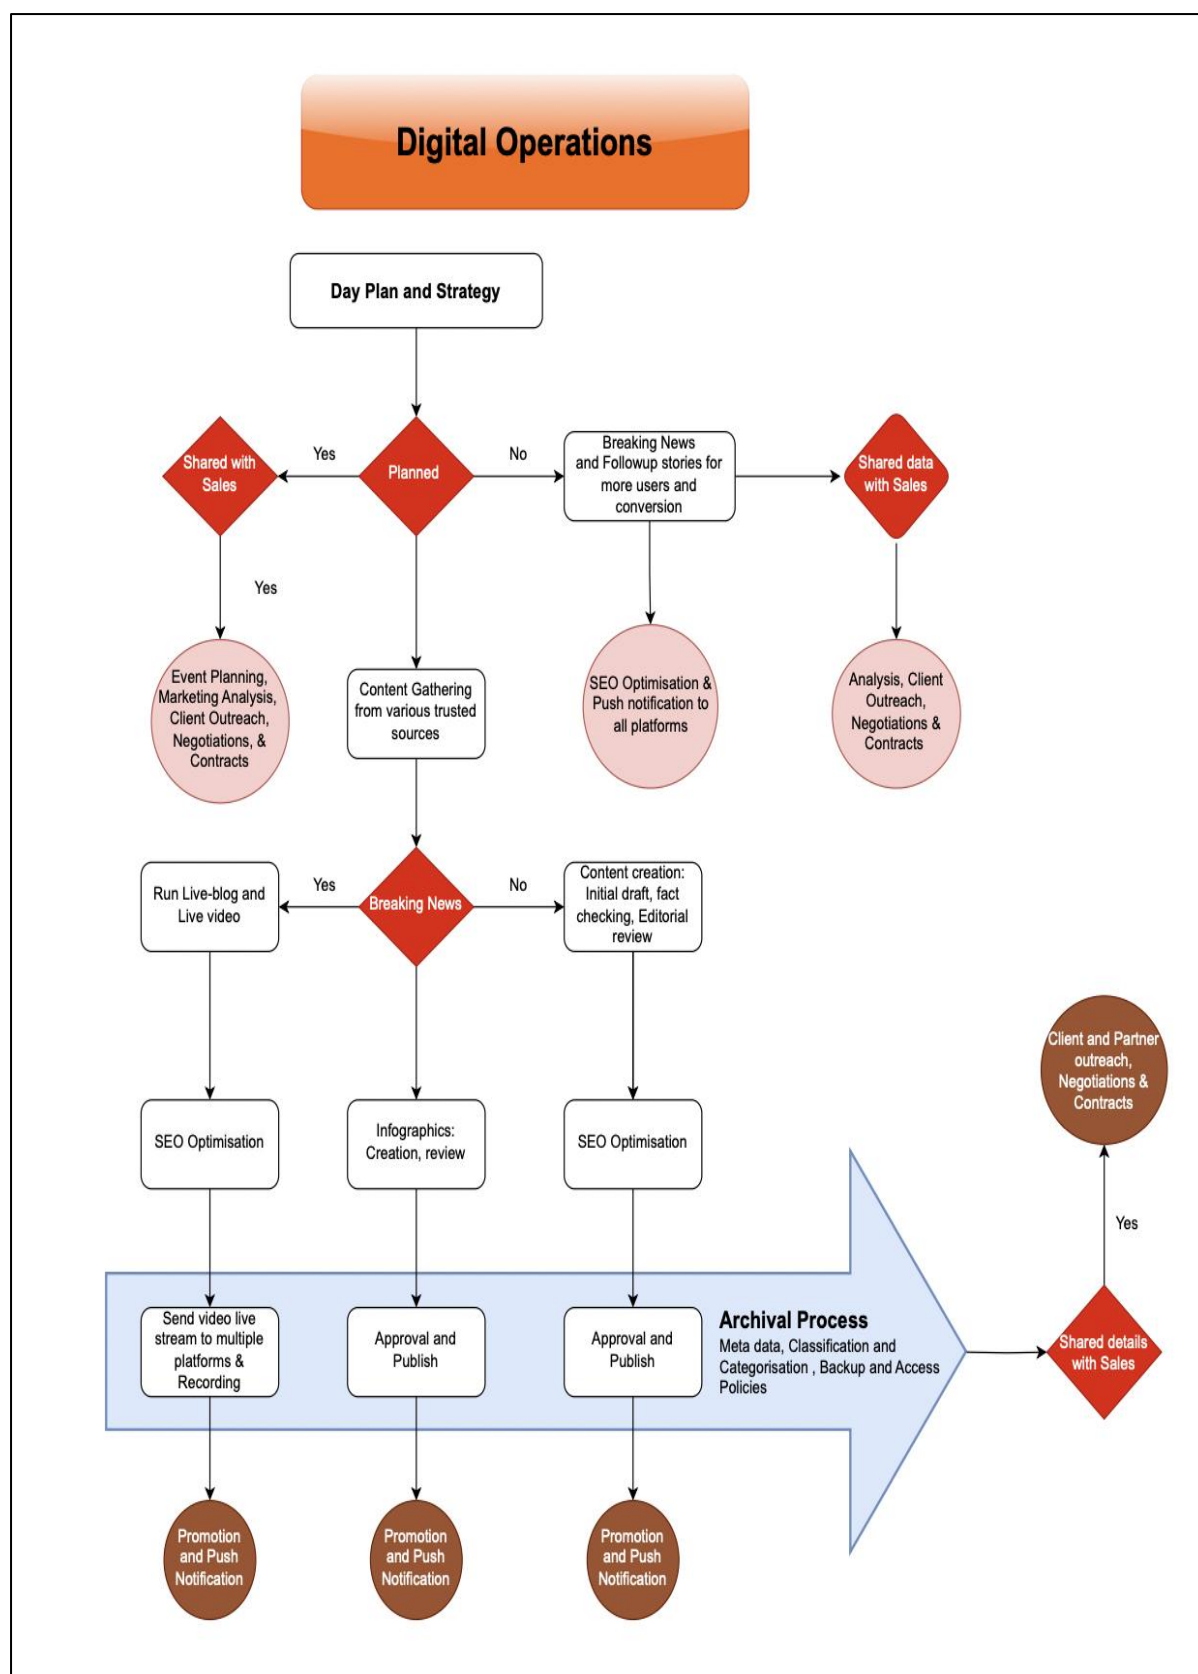 Digital Operations
Day Plan and Strategy
Shared with
Sales
Yes
Planned
No
Breaking News
and Followup stories for
more users and
conversion
Shared data
with Sales
Yes
Event Planning,
Marketing Analysis,
Client Outreach,
Negotiations, &
Contracts
Content Gathering
from various trusted
sources
SEO Optimisation &
Push notification to
all platforms
Analysis, Client
Outreach,
Negotiations &
Contracts
Run Live-blog and
Live video
Yes
Breaking News
No
Content creation:
Initial draft, fact
checking, Editorial
review
Client and Partner
outreach,
Negotiations &
Contracts
SEO Optimisation
Infographics:
Creation, review
SEO Optimisation
Yes
Send video live
stream to multiple
platforms &
Recording
Approval and
Publish
Approval and
Publish
Archival Process
Meta data, Classification and
Categorisation , Backup and Access
Policies
Shared details
with Sales
Promotion
and Push
Notification
Promotion
and Push
Notification
Promotion
and Push
Notification